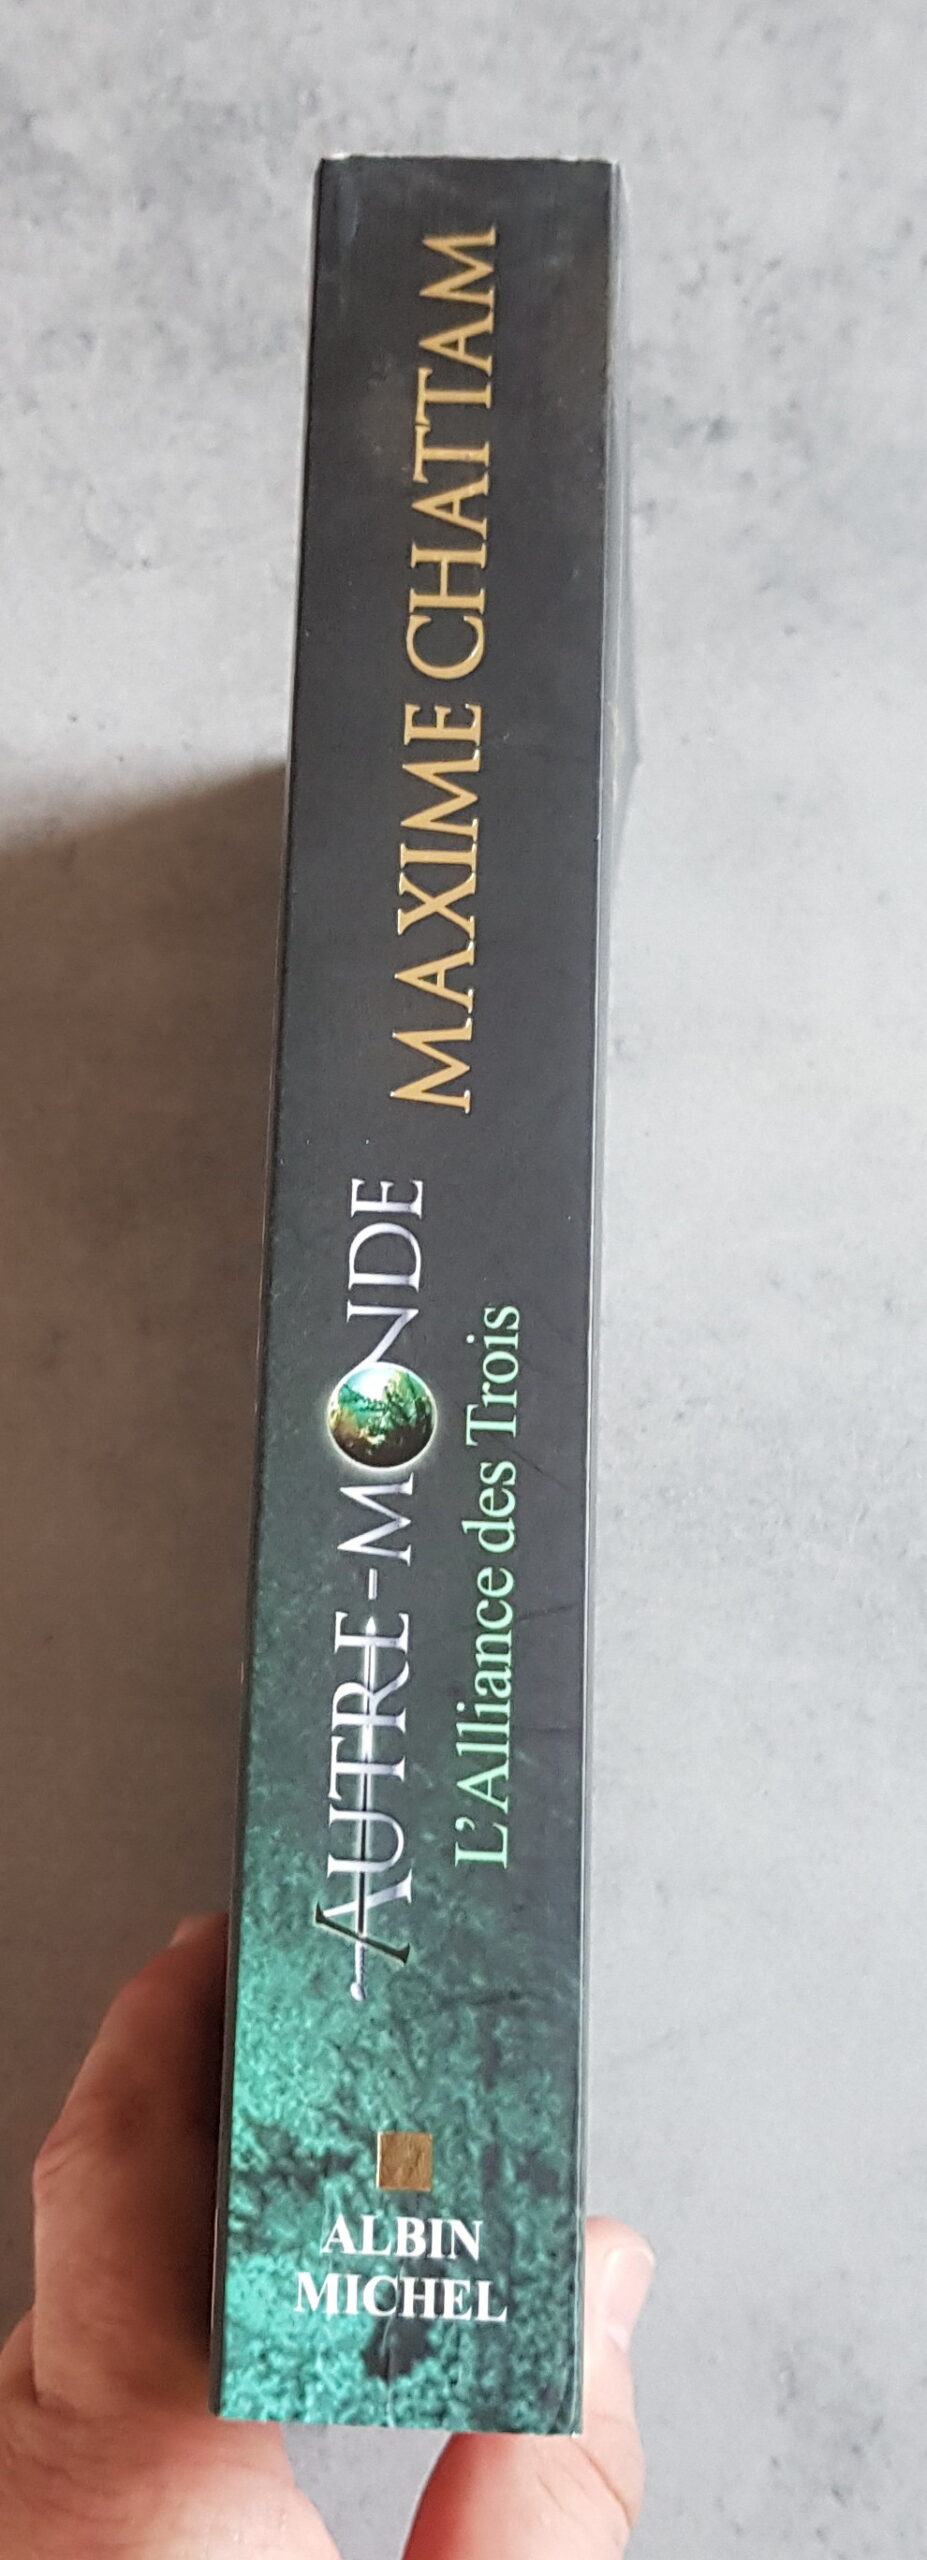 MAXIME CHATTAM
AUTRE-MONDE
L'Alliance des Trois
ALBIN
MICHEL